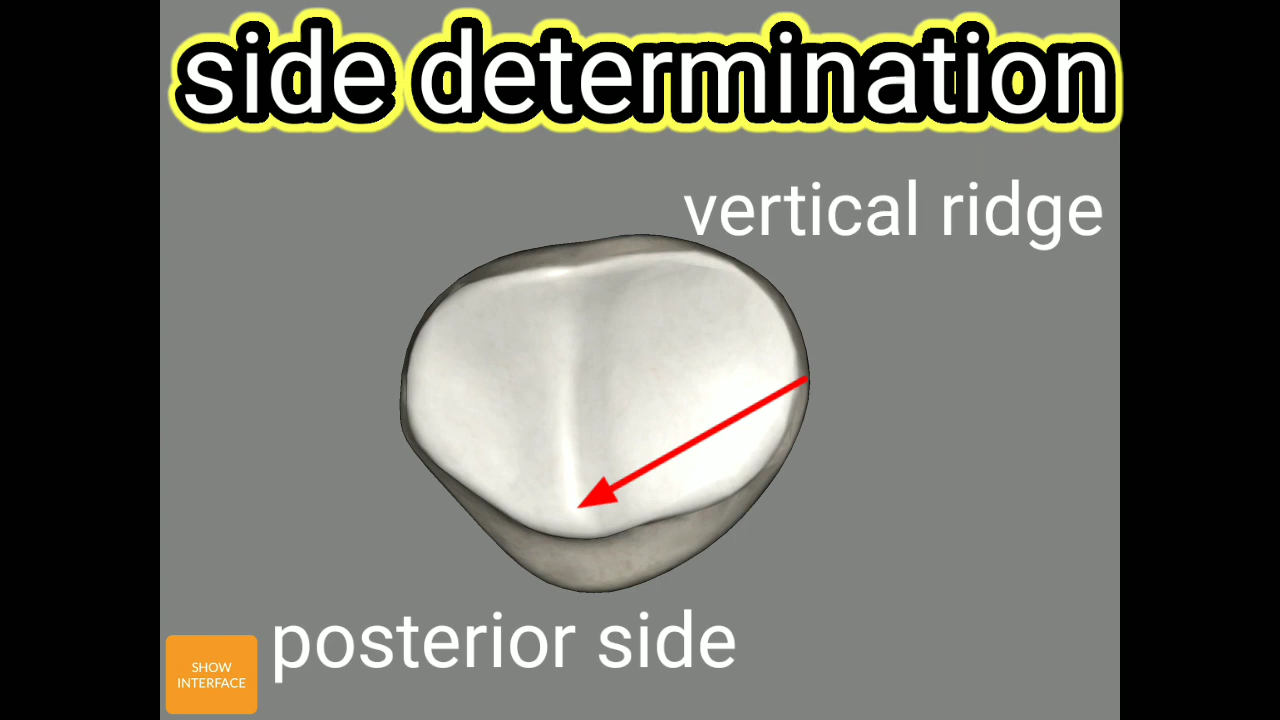 side determination
vertical ridge
posterior side
SHOW
INTERFACE